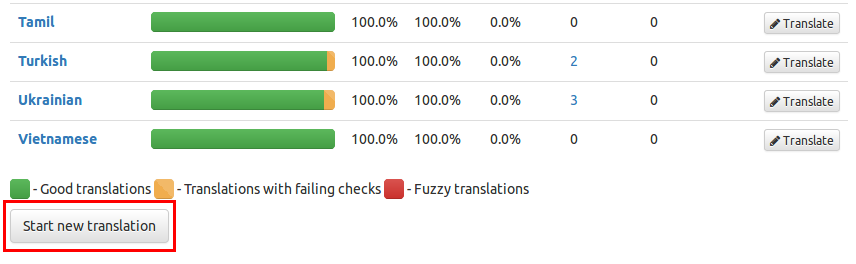 Tamil 100.0% 100.0% 0.0% 0 0 Translate
Turkish 100.0% 100.0% 0.0% 2 0 Translate
Ukrainian 100.0% 100.0% 0.0% 3 0 Translate
Vietnamese 100.0% 100.0% 0.0% 0 0 Translate
- Good translations - Translations with failing checks - Fuzzy translations
Start new translation